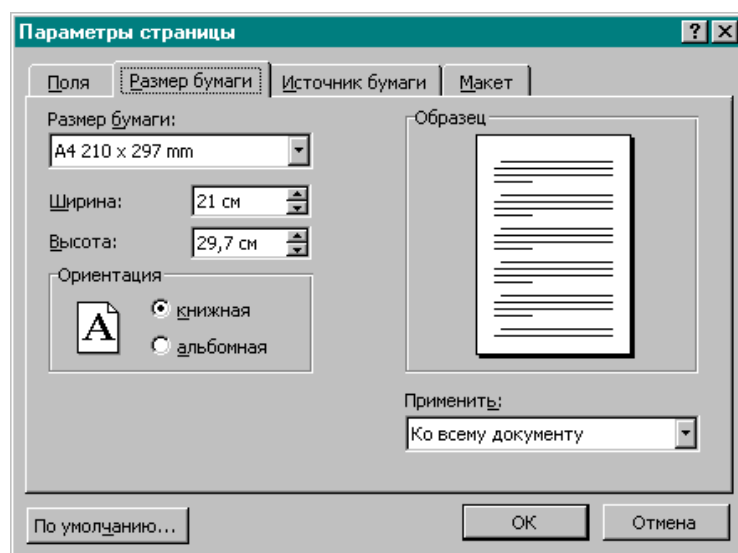 Параметры страницы
Поля Размер бумаги Источник бумаги Макет
Размер бумаги:
A4 210 x 297 mm
Ширина: 21 см
Высота: 29,7 см
Ориентация
A
книжная
альбомная
Образец
Применить:
Ко всему документу
По умолчанию... ОК Отмена